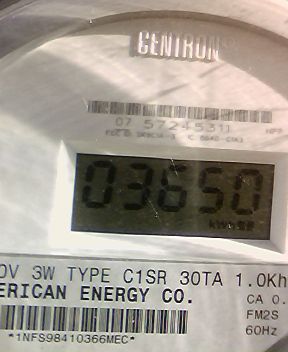 CENTRON
07 57245311
03650
0V 3W TYPE C1SR 30TA 1.0Kh
ERICAN ENERGY CO.
CA 0.
FM2S
60Hz
*1NFS98410366MEC*